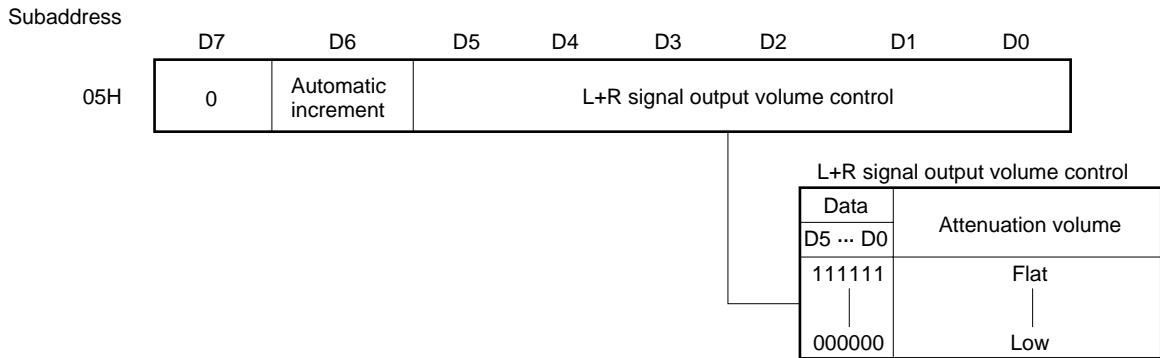 Subaddress
D7 D6 D5 D4 D3 D2 D1 D0
05H 0 Automatic increment L+R signal output volume control
L+R signal output volume control
Data Attenuation volume
D5 ··· D0
111111 Flat
000000 Low